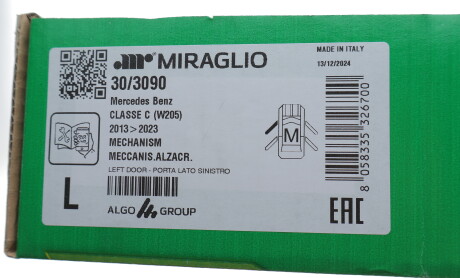 mr MIRAGLIO
MADE IN ITALY
13/12/2024
30/3090
Mercedes Benz
CLASSE C (W205)
2013>2023
MECHANISM
MECCANIS.ALZACR.
LEFT DOOR - PORTA LATO SINISTRO
M
8 058335 326700
L
ALGO GROUP
EAC